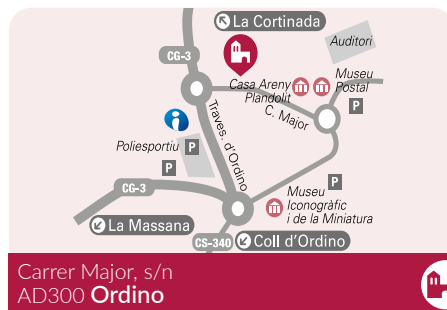 La Cortinada
Auditori
CG-3
Museu
Postal
Casa Areny
Plandolit
P
C. Major
Traves. d'Ordino
i
Poliesportiu P
P
P
CG-3
Museu
Iconogràfic
i de la Miniatura
La Massana
CS-340
Coll d'Ordino
Carrer Major, s/n
AD300 Ordino